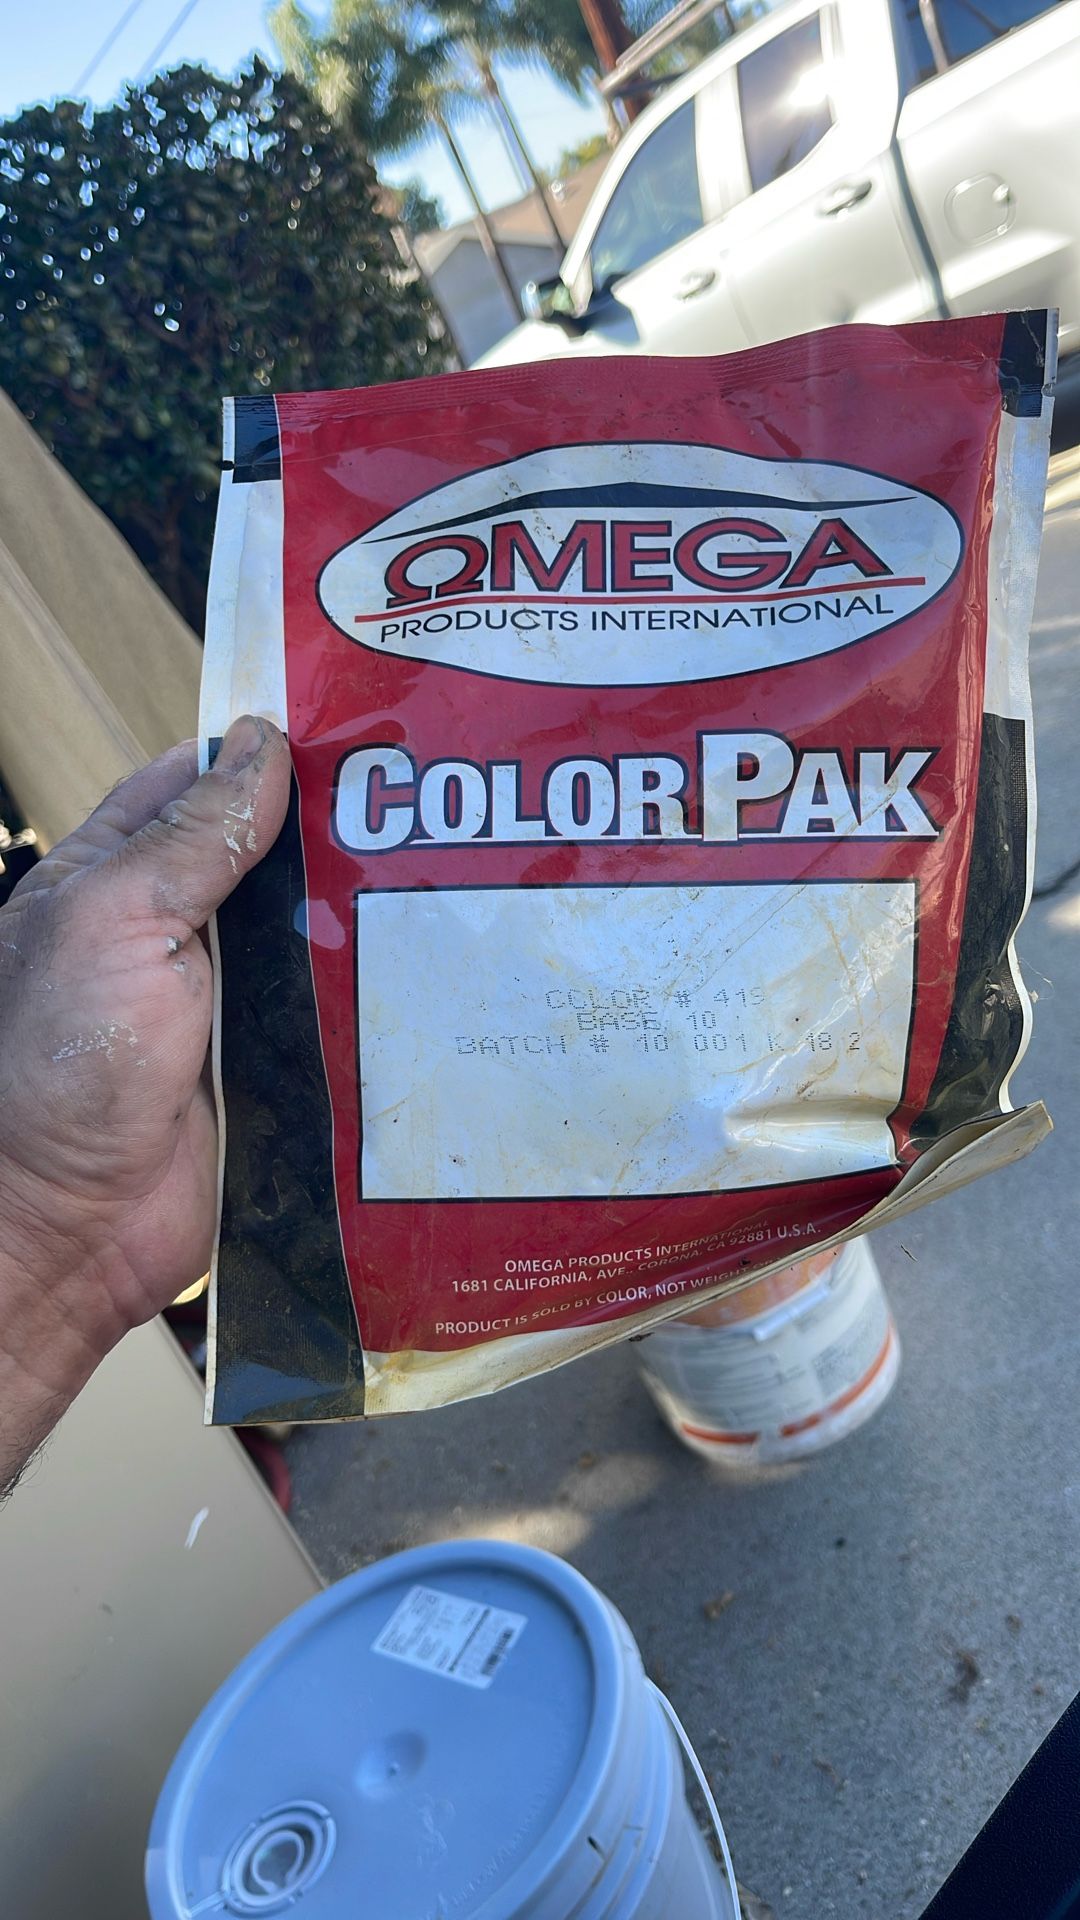 ΩMEGA
PRODUCTS INTERNATIONAL
COLORPAK
COLOR # 419
BASE 10
BATCH # 10 001 K 18 2
OMEGA PRODUCTS INTERNATIONAL
1681 CALIFORNIA, AVE., CORONA, CA 92881 U.S.A.
PRODUCT IS SOLD BY COLOR, NOT WEIGHT